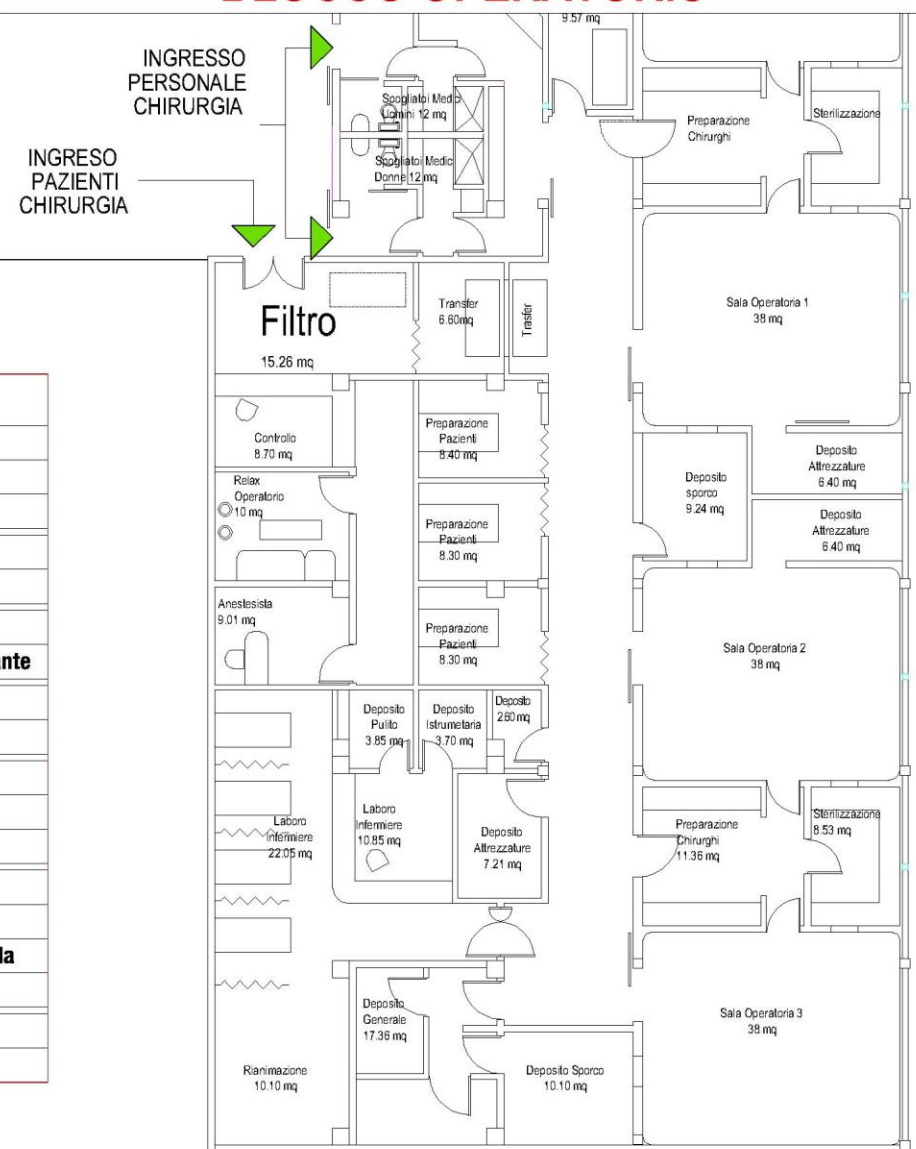 BLOCCO OPERATORIO
INGRESSO
PERSONALE
CHIRURGIA
INGRESO
PAZIENTI
CHIRURGIA
9.57 mq
Spogliatoi Medic
Uomini 12 mq
Spogliatoi Medic
Donne 12 mq
Preparazione
Chirurghi
Sterilizzazione
Filtro
15.26 mq
Transfer
6.60mq
Trasfer
Sala Operatoria 1
38 mq
Controllo
8.70 mq
Preparazione
Pazienti
8.40 mq
Relax
Operatorio
10 mq
Deposito
Attrezzature
6.40 mq
Deposito
sporco
9.24 mq
Deposito
Attrezzature
6.40 mq
Preparazione
Pazienti
8.30 mq
Anestesista
9.01 mq
Preparazione
Pazienti
8.30 mq
Sala Operatoria 2
38 mq
nte
Deposito
Pulito
3.85 mq
Deposito
Istrumetaria
3.70 mq
Deposito
2.60 mq
Laboro
Infermiere
22.05 mq
Laboro
Infermiere
10.85 mq
Deposito
Attrezzature
7.21 mq
Preparazione
Chirurghi
11.36 mq
Sterilizzazione
8.53 mq
la
Deposito
Generale
17.36 mq
Sala Operatoria 3
38 mq
Rianimazione
10.10 mq
Deposito Sporco
10.10 mq